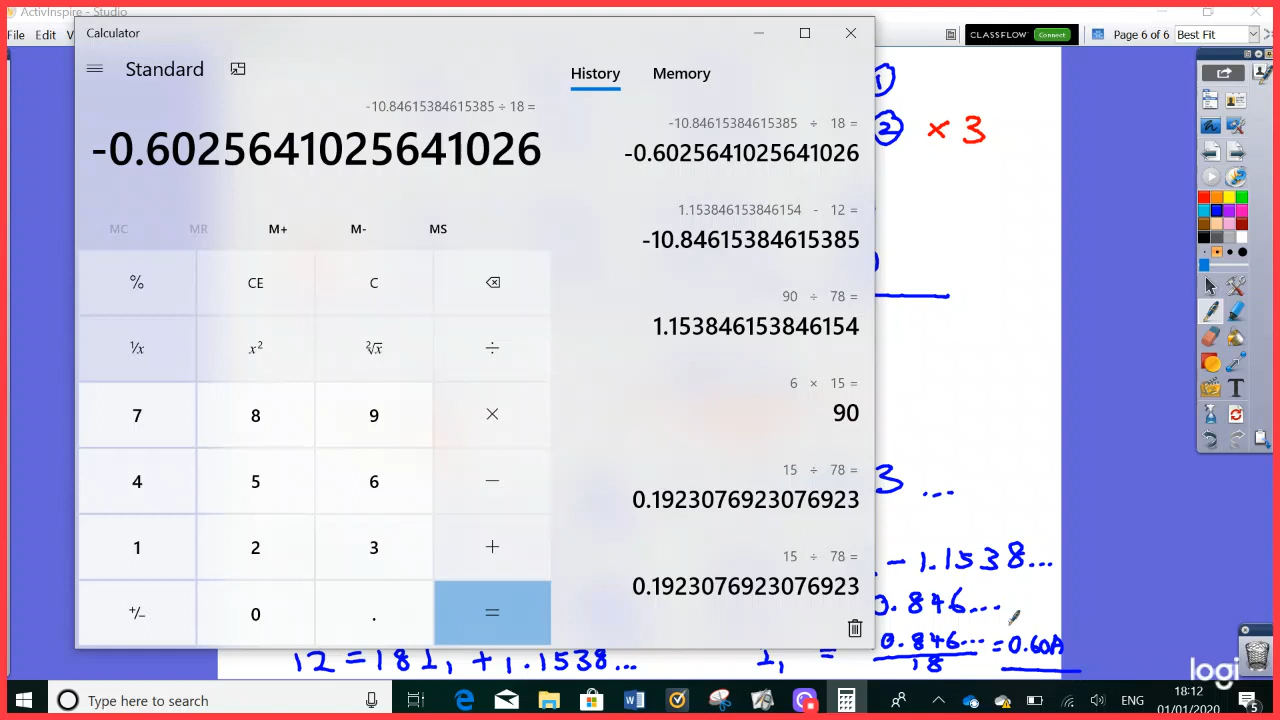 ActivInspire - Studio
File Edit V
CLASSFLOW Connect
Page 6 of 6 Best Fit
Calculator
Standard
-10.84615384615385 ÷ 18 =
-0.6025641025641026
MC MR M+ M- MS
% CE C
¹/x x² ²√x ÷
7 8 9 ×
4 5 6 −
1 2 3 +
+/− 0 . =
History Memory
-10.84615384615385 ÷ 18 =
-0.6025641025641026
1.153846153846154 - 12 =
-10.84615384615385
90 ÷ 78 =
1.153846153846154
6 × 15 =
90
15 ÷ 78 =
0.1923076923076923
15 ÷ 78 =
0.1923076923076923
①
② × 3
3 ...
- 1.1538...
0.846...
12 = 18I₁ + 1.1538...
I₁ = 0.846... = 0.60A
18
T
logi
Type here to search
ENG
18:12
01/01/2020
5